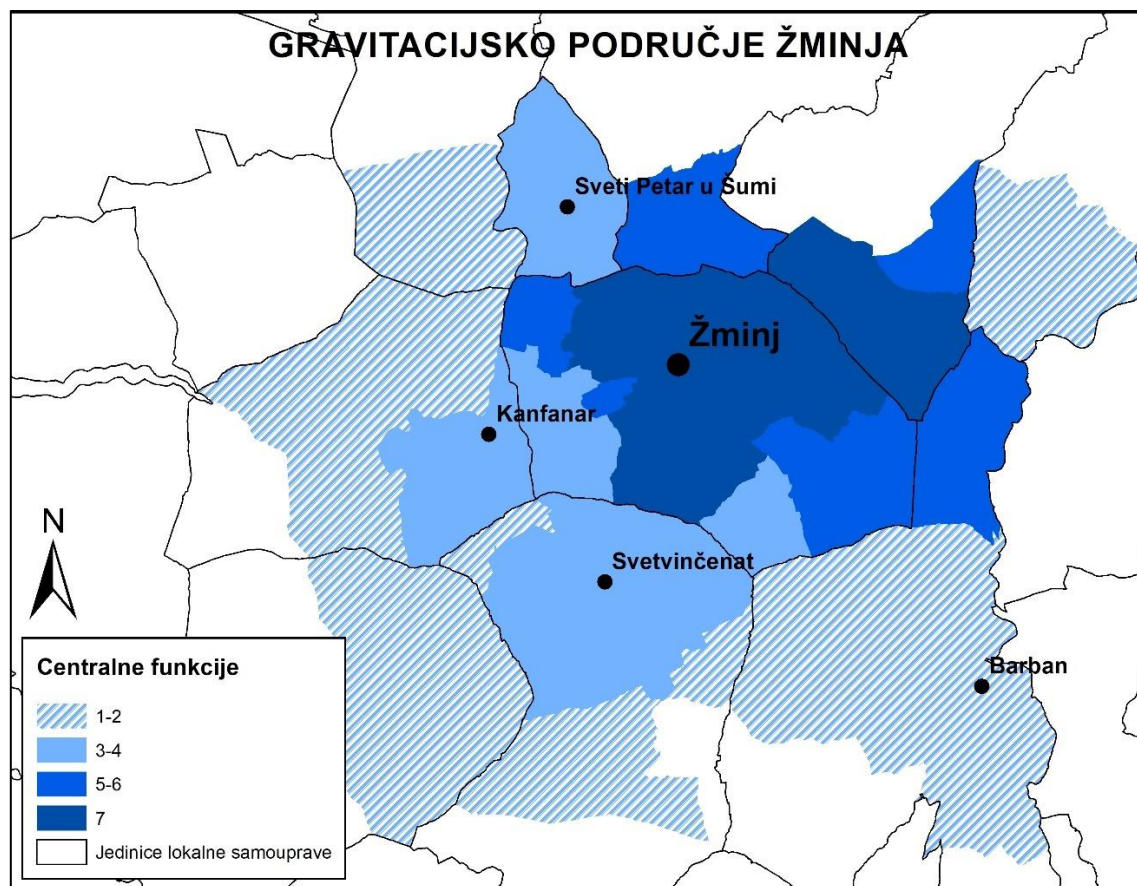 GRAVITACIJSKO PODRUČJE ŽMINJA
Sveti Petar u Šumi
Žminj
Kanfanar
N
Svetvinčenat
Barban
Centralne funkcije
1-2
3-4
5-6
7
Jedinice lokalne samouprave